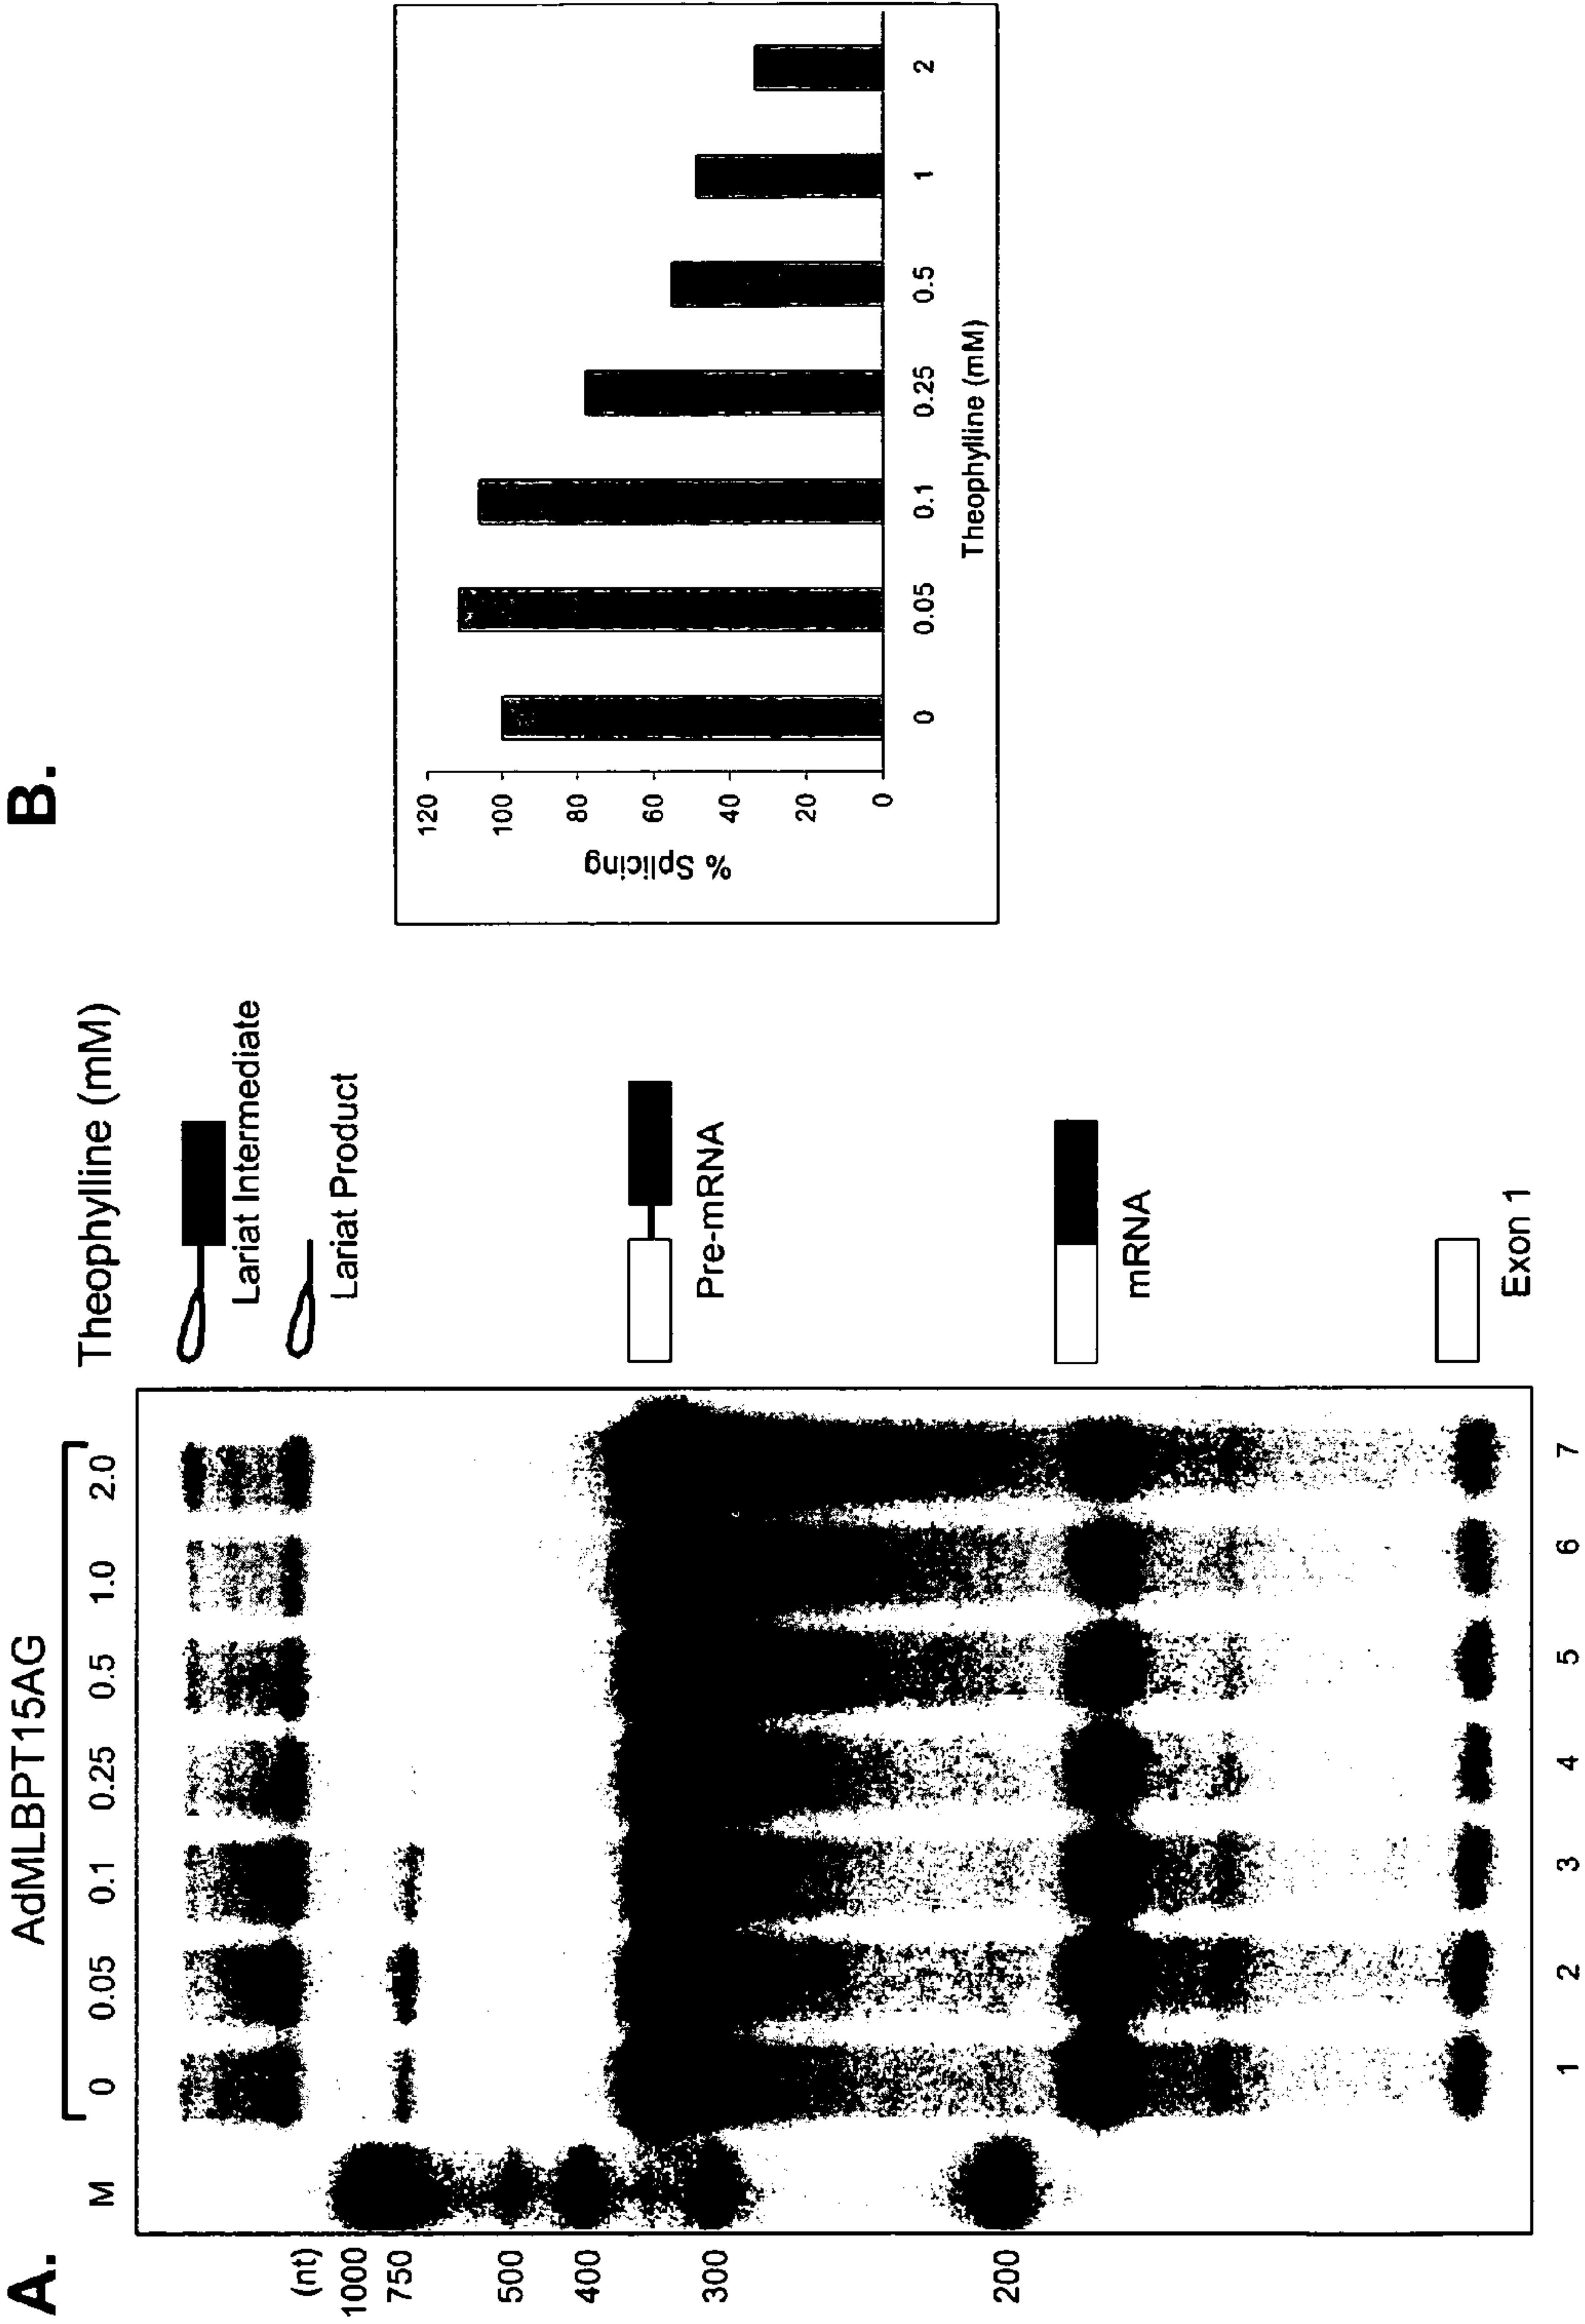 A.
AdMLBPT15AG
M 0 0.05 0.1 0.25 0.5 1.0 2.0 Theophylline (mM)
(nt)
1000
750
500
400
300
200
Lariat Intermediate
Lariat Product
Pre-mRNA
mRNA
Exon 1
1 2 3 4 5 6 7
B.
% Splicing
120
100
80
60
40
20
0
0 0.05 0.1 0.25 0.5 1 2
Theophylline (mM)